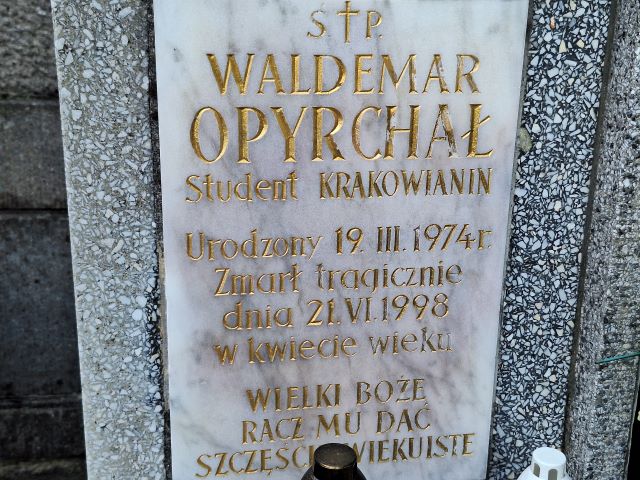 Ś † P.
WALDEMAR
OPYRCHAŁ
Student KRAKOWIANIN
Urodzony 19. III. 1974 r.
Zmarł tragicznie
dnia 21. VI. 1998
w kwiecie wieku
WIELKI BOŻE
RACZ MU DAĆ
SZCZĘŚCIE WIEKUISTE